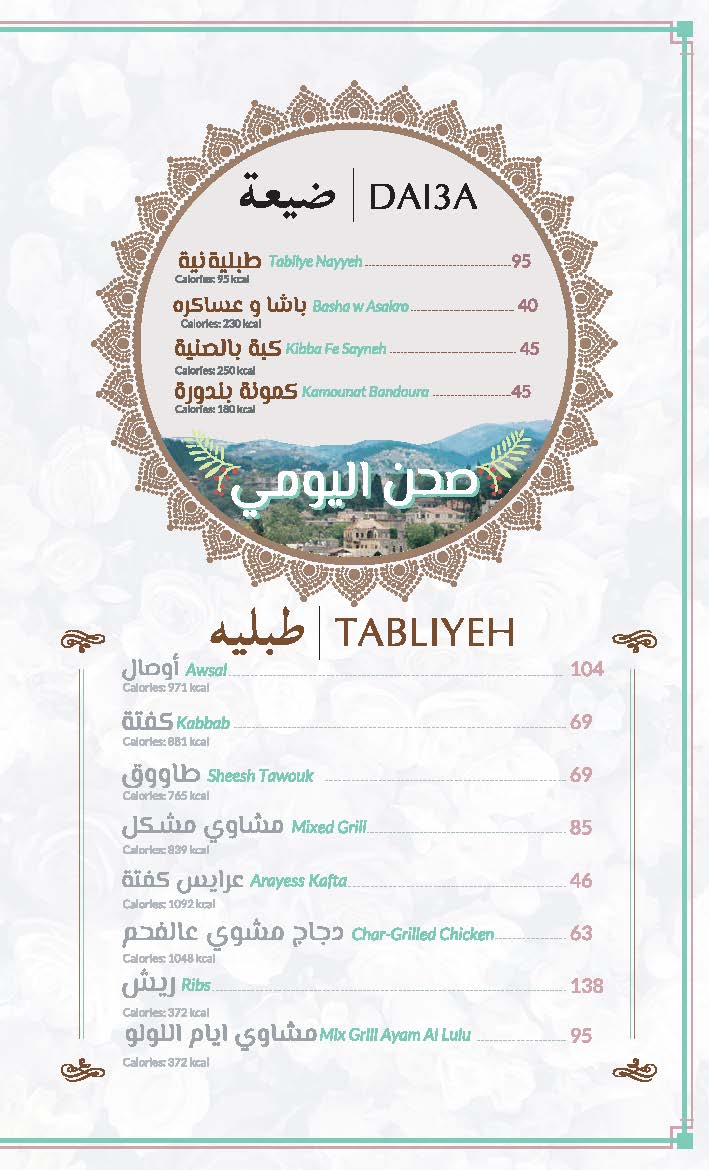 ضيعة | DAI3A
طبلية نية Tabliye Nayyeh 95
Calories: 95 kcal
باشا و عساكره Basha w Asakro 40
Calories: 230 kcal
كبة بالصنية Kibba Fe Sayneh 45
Calories: 250 kcal
كمونة بندورة Kamounat Bandoura 45
Calories: 180 kcal
صحن اليومي
طبليه | TABLIYEH
أوصال Awsal 104
Calories: 971 kcal
كفتة Kabbab 69
Calories: 881 kcal
طاووق Sheesh Tawouk 69
Calories: 765 kcal
مشاوي مشكل Mixed Grill 85
Calories: 839 kcal
عرايس كفتة Arayess Kafta 46
Calories: 1092 kcal
دجاج مشوي عالفحم Char-Grilled Chicken 63
Calories: 1048 kcal
ريش Ribs 138
Calories: 372 kcal
مشاوي ايام اللولو Mix Grill Ayam Al Lulu 95
Calories: 372 kcal